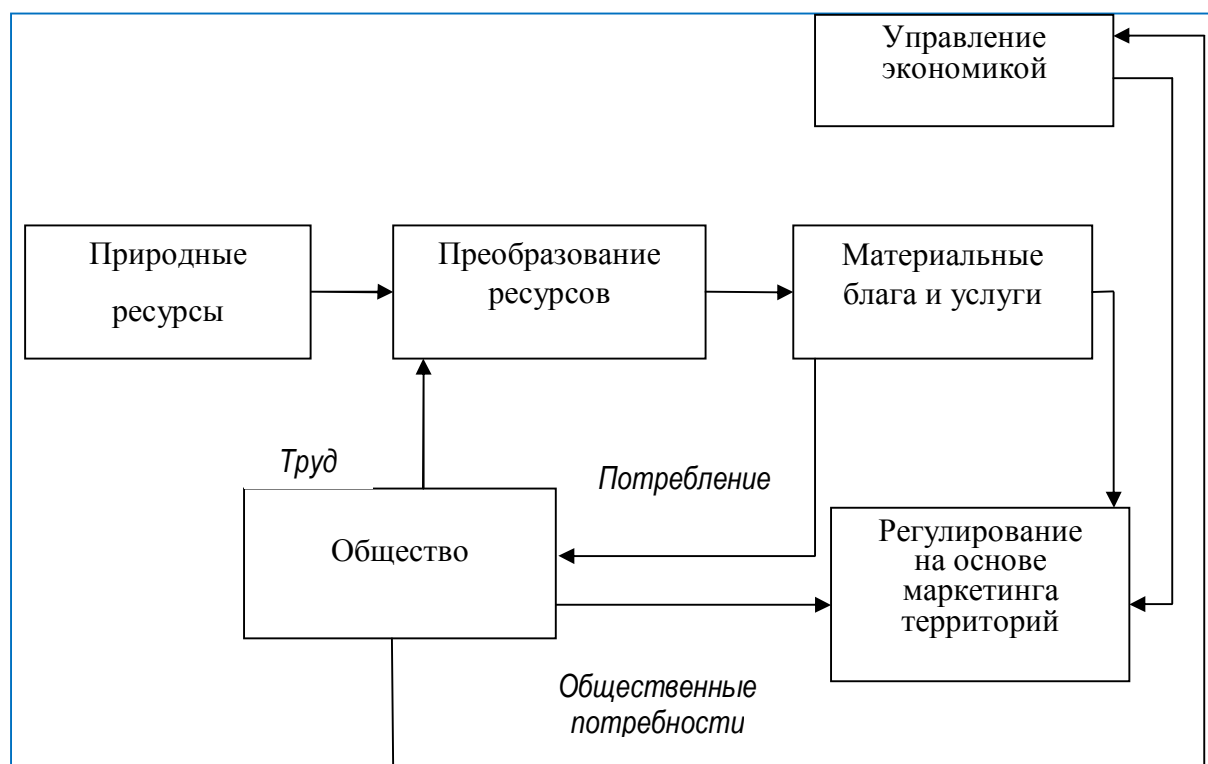 Управление
экономикой
Природные
ресурсы
Преобразование
ресурсов
Материальные
блага и услуги
Труд
Потребление
Общество
Регулирование
на основе
маркетинга
территорий
Общественные
потребности